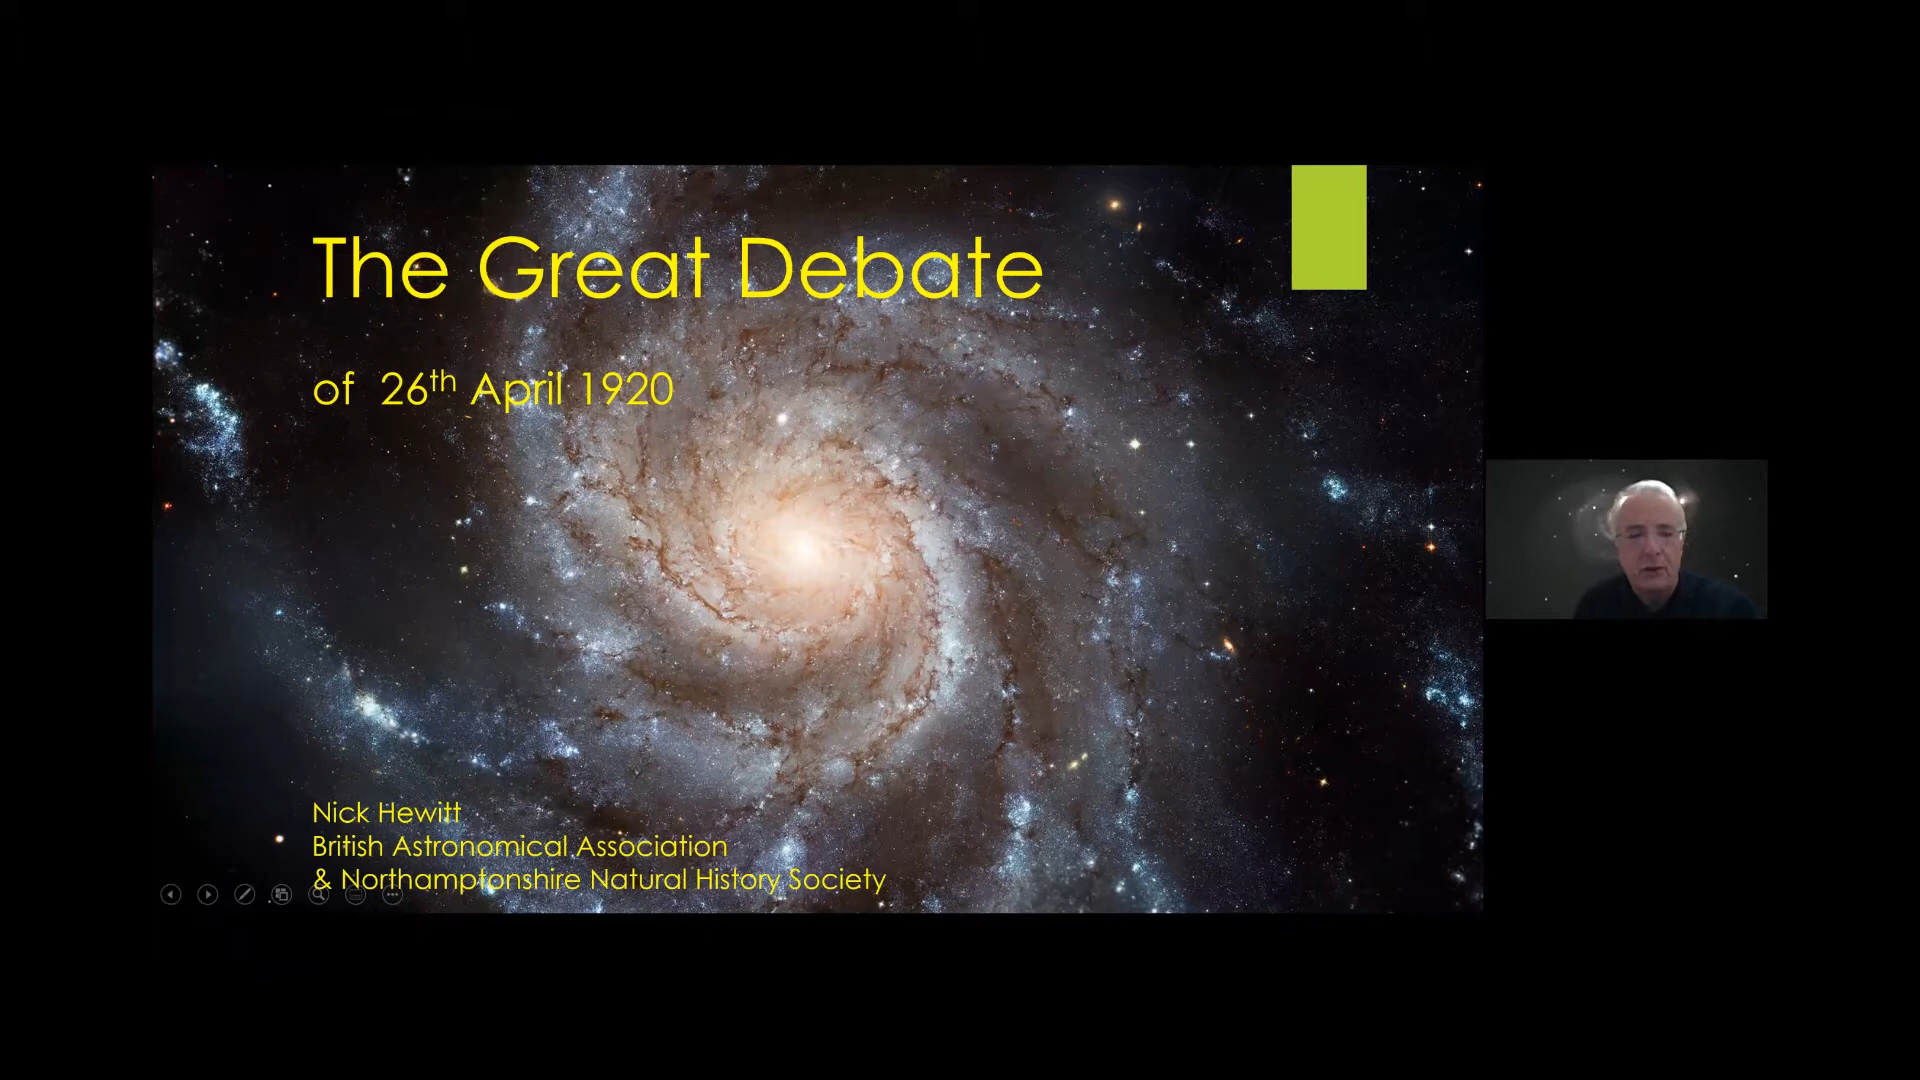 The Great Debate
of 26th April 1920
Nick Hewitt
British Astronomical Association
& Northamptonshire Natural History Society